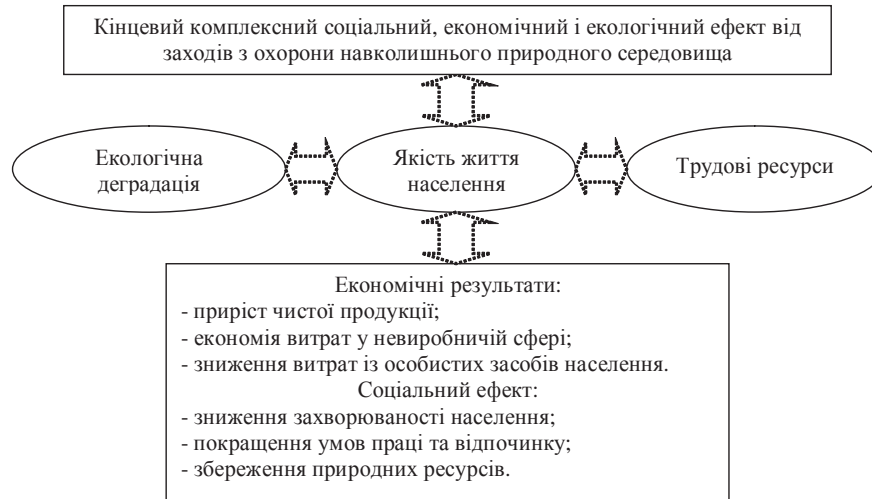 Кінцевий комплексний соціальний, економічний і екологічний ефект від
заходів з охорони навколишнього природного середовища
Екологічна
деградація
Якість життя
населення
Трудові ресурси
Економічні результати:
- приріст чистої продукції;
- економія витрат у невиробничій сфері;
- зниження витрат із особистих засобів населення.
Соціальний ефект:
- зниження захворюваності населення;
- покращення умов праці та відпочинку;
- збереження природних ресурсів.